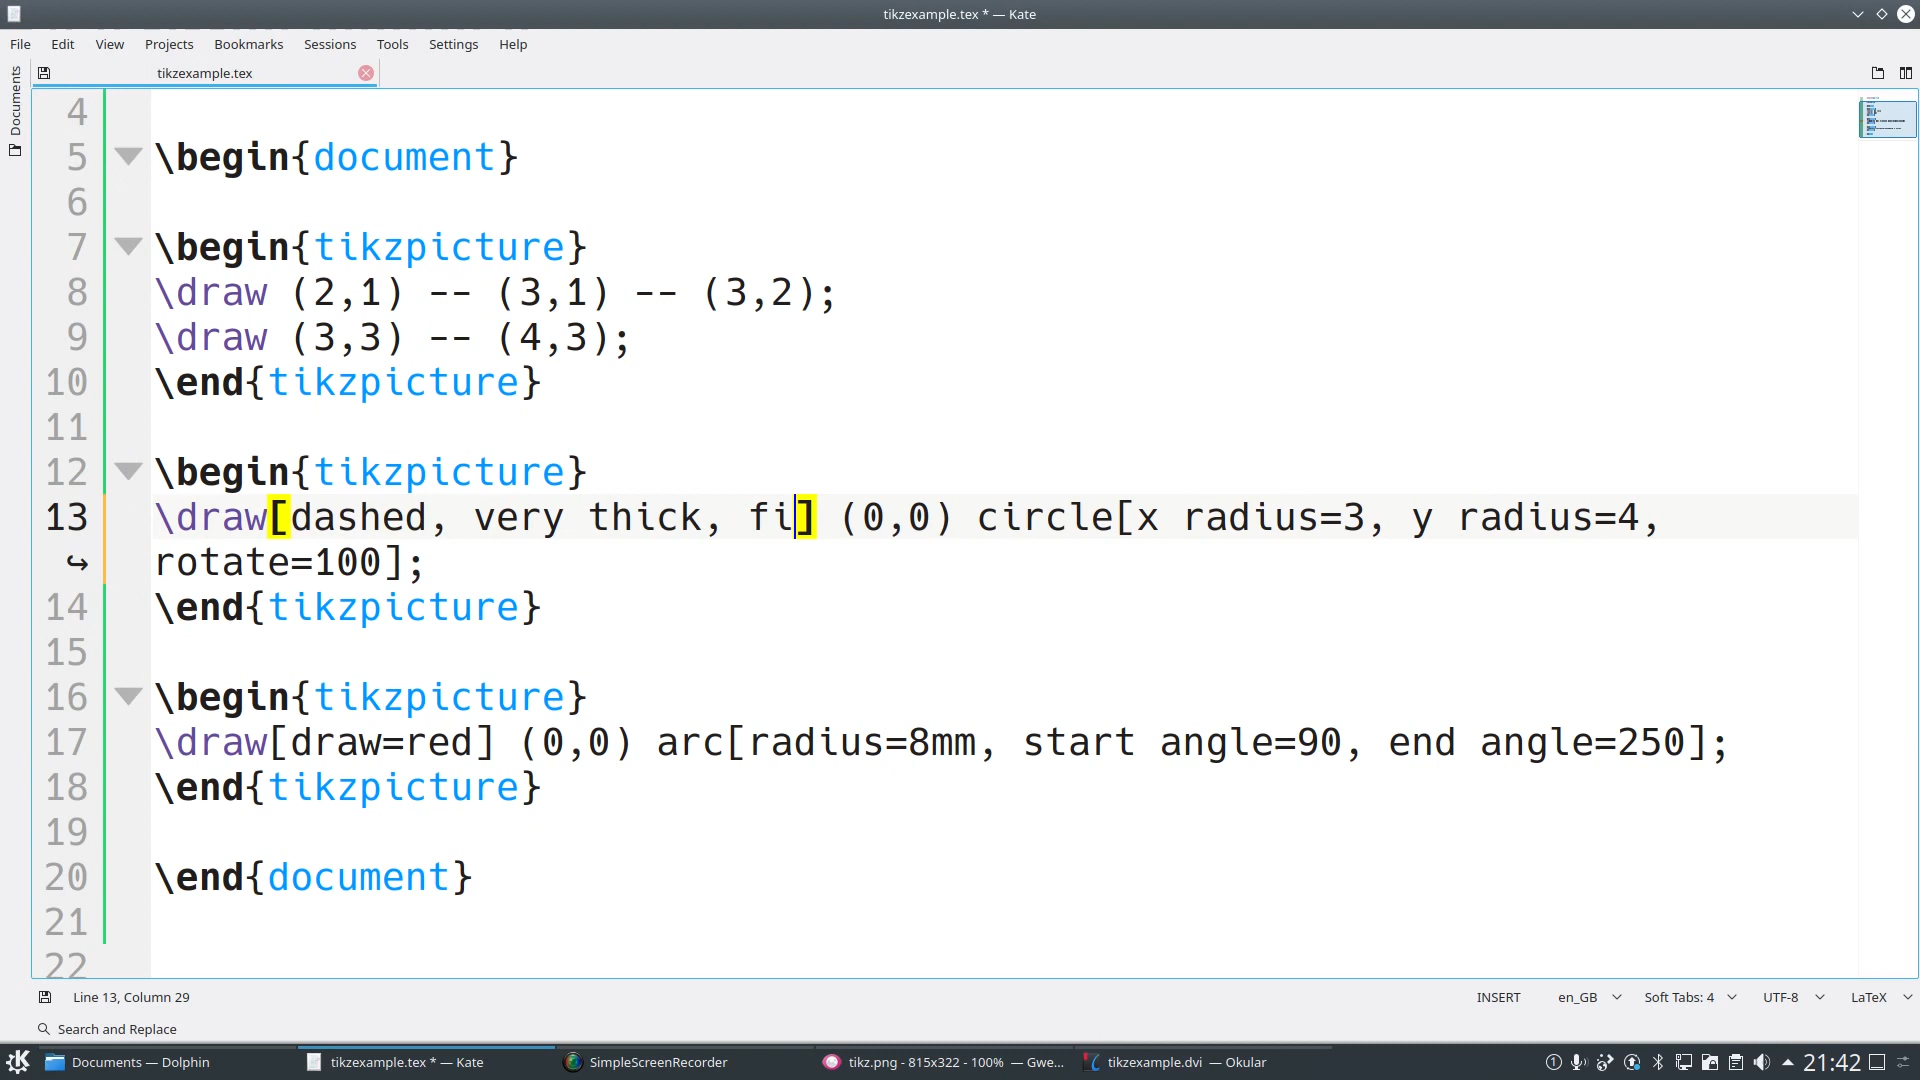 tikzexample.tex * — Kate
File Edit View Projects Bookmarks Sessions Tools Settings Help
tikzexample.tex
Documents
4
5 \begin{document}
6
7 \begin{tikzpicture}
8 \draw (2,1) -- (3,1) -- (3,2);
9 \draw (3,3) -- (4,3);
10 \end{tikzpicture}
11
12 \begin{tikzpicture}
13 \draw[dashed, very thick, fi] (0,0) circle[x radius=3, y radius=4,
rotate=100];
14 \end{tikzpicture}
15
16 \begin{tikzpicture}
17 \draw[draw=red] (0,0) arc[radius=8mm, start angle=90, end angle=250];
18 \end{tikzpicture}
19
20 \end{document}
21
22
Line 13, Column 29 INSERT en_GB Soft Tabs: 4 UTF-8 LaTeX
Search and Replace
Documents — Dolphin tikzexample.tex * — Kate SimpleScreenRecorder tikz.png - 815x322 - 100% — Gwe... tikzexample.dvi — Okular 21:42